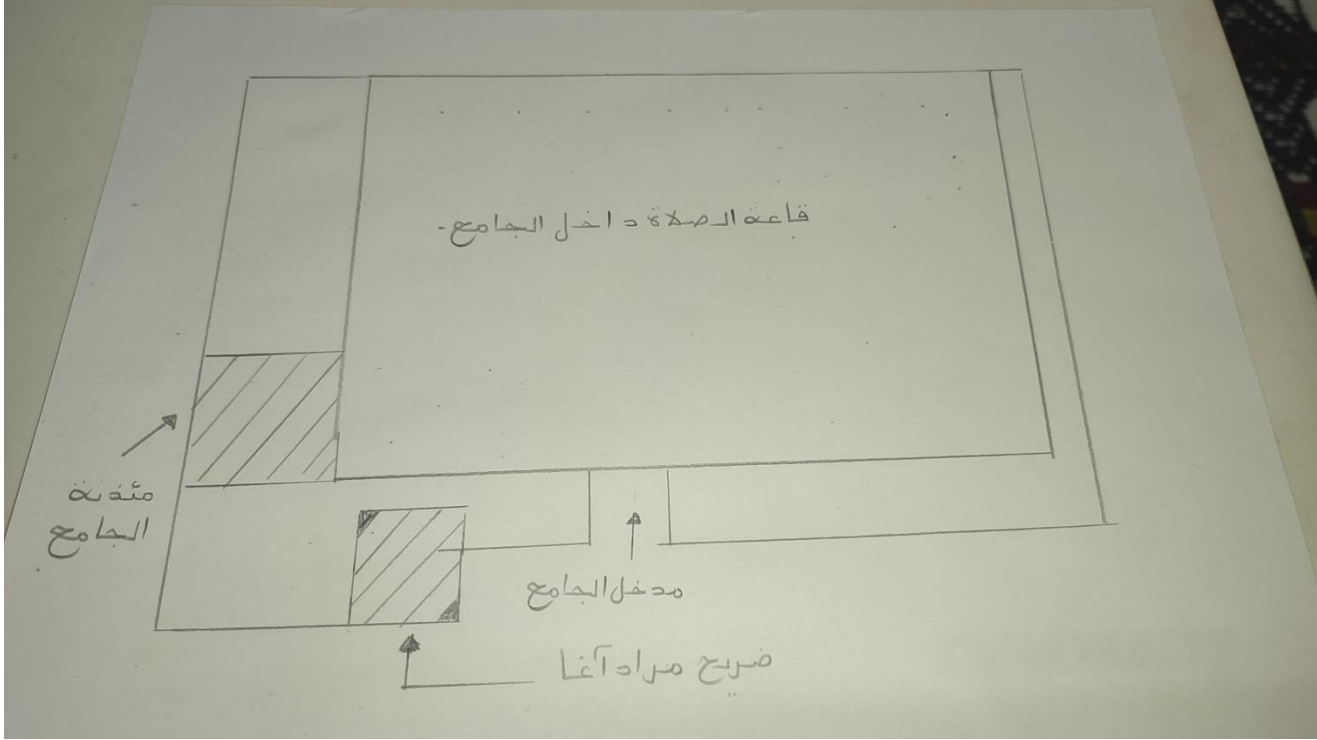 قاعة الصلاة داخل الجامع.
مئذنة
الجامع
مدخل الجامع
ضريح مراد آغا